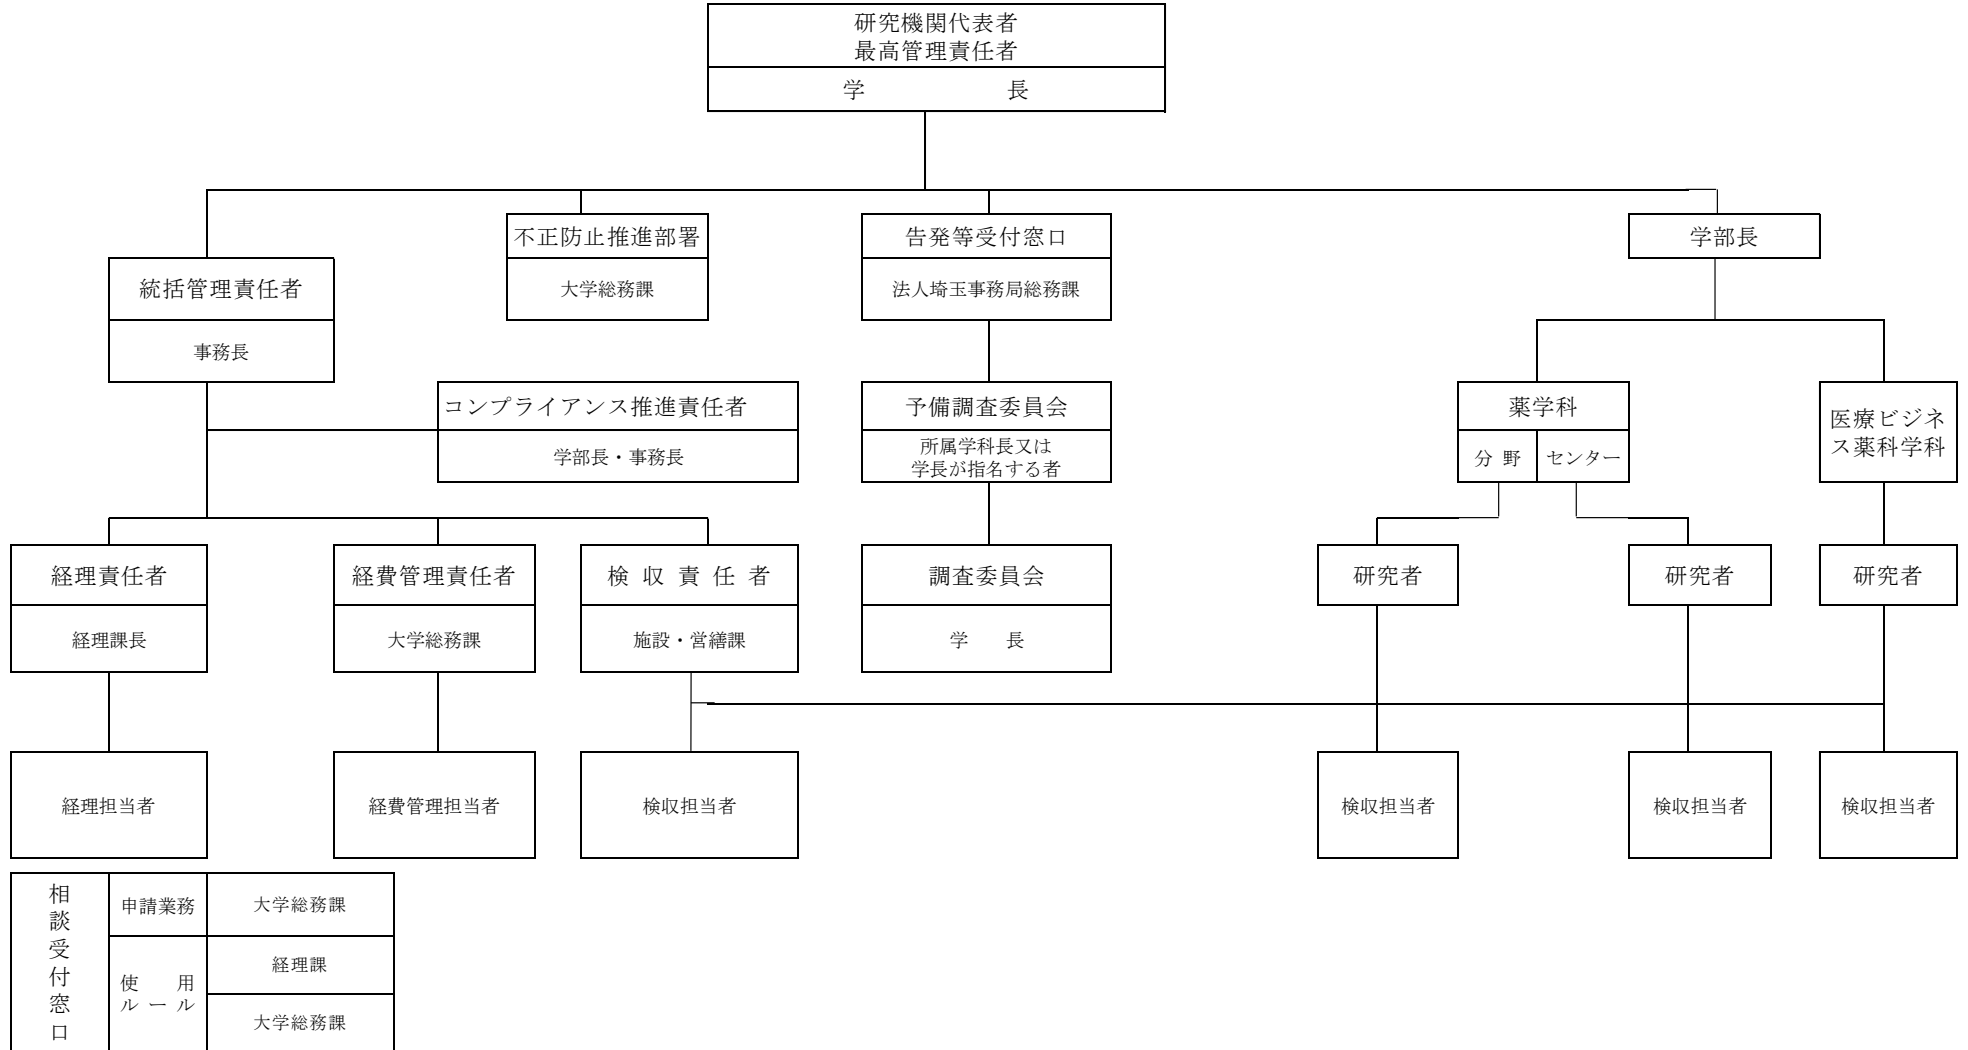 研究機関代表者
最高管理責任者
学 長
不正防止推進部署
大学総務課
告発等受付窓口
法人埼玉事務局総務課
学部長
統括管理責任者
事務長
コンプライアンス推進責任者
学部長・事務長
予備調査委員会
所属学科長又は
学長が指名する者
薬学科
分 野
センター
医療ビジネ
ス薬科学科
経理責任者
経理課長
経費管理責任者
大学総務課
検 収 責 任 者
施設・営繕課
調査委員会
学 長
研究者
研究者
研究者
経理担当者
経費管理担当者
検収担当者
検収担当者
検収担当者
検収担当者
相談受付窓口
申請業務
大学総務課
使 用
ル ー ル
経理課
大学総務課